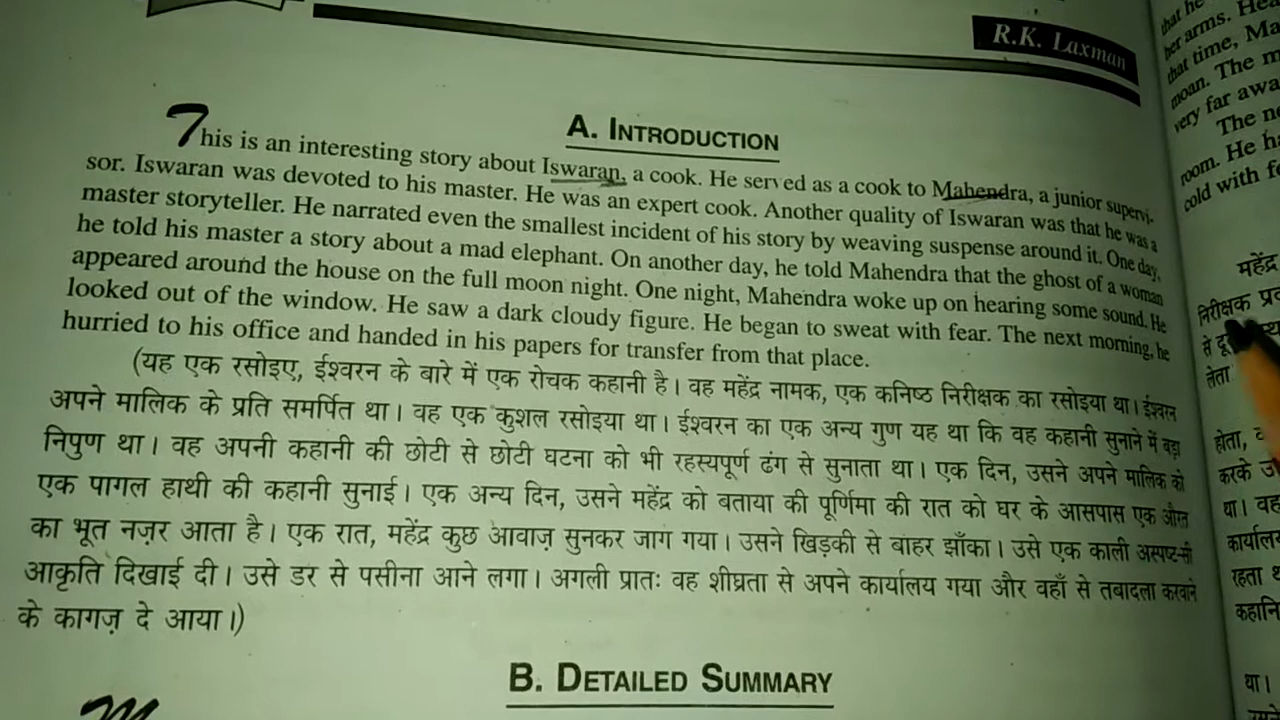 R.K. Laxman
A. INTRODUCTION
This is an interesting story about Iswaran, a cook. He served as a cook to Mahendra, a junior supervi-
sor. Iswaran was devoted to his master. He was an expert cook. Another quality of Iswaran was that he was a
master storyteller. He narrated even the smallest incident of his story by weaving suspense around it. One day,
he told his master a story about a mad elephant. On another day, he told Mahendra that the ghost of a woman
appeared around the house on the full moon night. One night, Mahendra woke up on hearing some sound. He
looked out of the window. He saw a dark cloudy figure. He began to sweat with fear. The next morning, he
hurried to his office and handed in his papers for transfer from that place.
(यह एक रसोइए, ईश्वरन के बारे में एक रोचक कहानी है। वह महेंद्र नामक, एक कनिष्ठ निरीक्षक का रसोइया था। ईश्वरन
अपने मालिक के प्रति समर्पित था। वह एक कुशल रसोइया था। ईश्वरन का एक अन्य गुण यह था कि वह कहानी सुनाने में बड़ा
निपुण था। वह अपनी कहानी की छोटी से छोटी घटना को भी रहस्यपूर्ण ढंग से सुनाता था। एक दिन, उसने अपने मालिक को
एक पागल हाथी की कहानी सुनाई। एक अन्य दिन, उसने महेंद्र को बताया की पूर्णिमा की रात को घर के आसपास एक औरत
का भूत नज़र आता है। एक रात, महेंद्र कुछ आवाज़ सुनकर जाग गया। उसने खिड़की से बाहर झाँका। उसे एक काली अस्पष्ट-सी
आकृति दिखाई दी। उसे डर से पसीना आने लगा। अगली प्रातः वह शीघ्रता से अपने कार्यालय गया और वहाँ से तबादला करवाने
के कागज़ दे आया।)
B. DETAILED SUMMARY
that he
her arms.
that time,
moan. The
very far
The
room. He
cold with
महेंद्र
निरीक्षक
से
लेता
होता,
करके
था। वह
रहता
था।